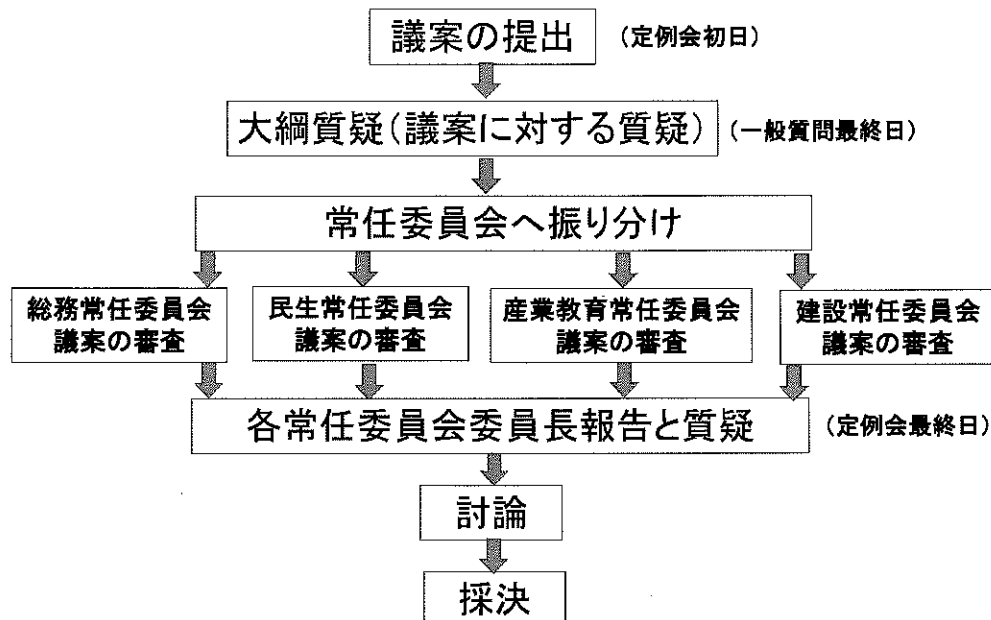 議案の提出 (定例会初日)
大綱質疑(議案に対する質疑) (一般質問最終日)
常任委員会へ振り分け
総務常任委員会
議案の審査
民生常任委員会
議案の審査
産業教育常任委員会
議案の審査
建設常任委員会
議案の審査
各常任委員会委員長報告と質疑 (定例会最終日)
討論
採決